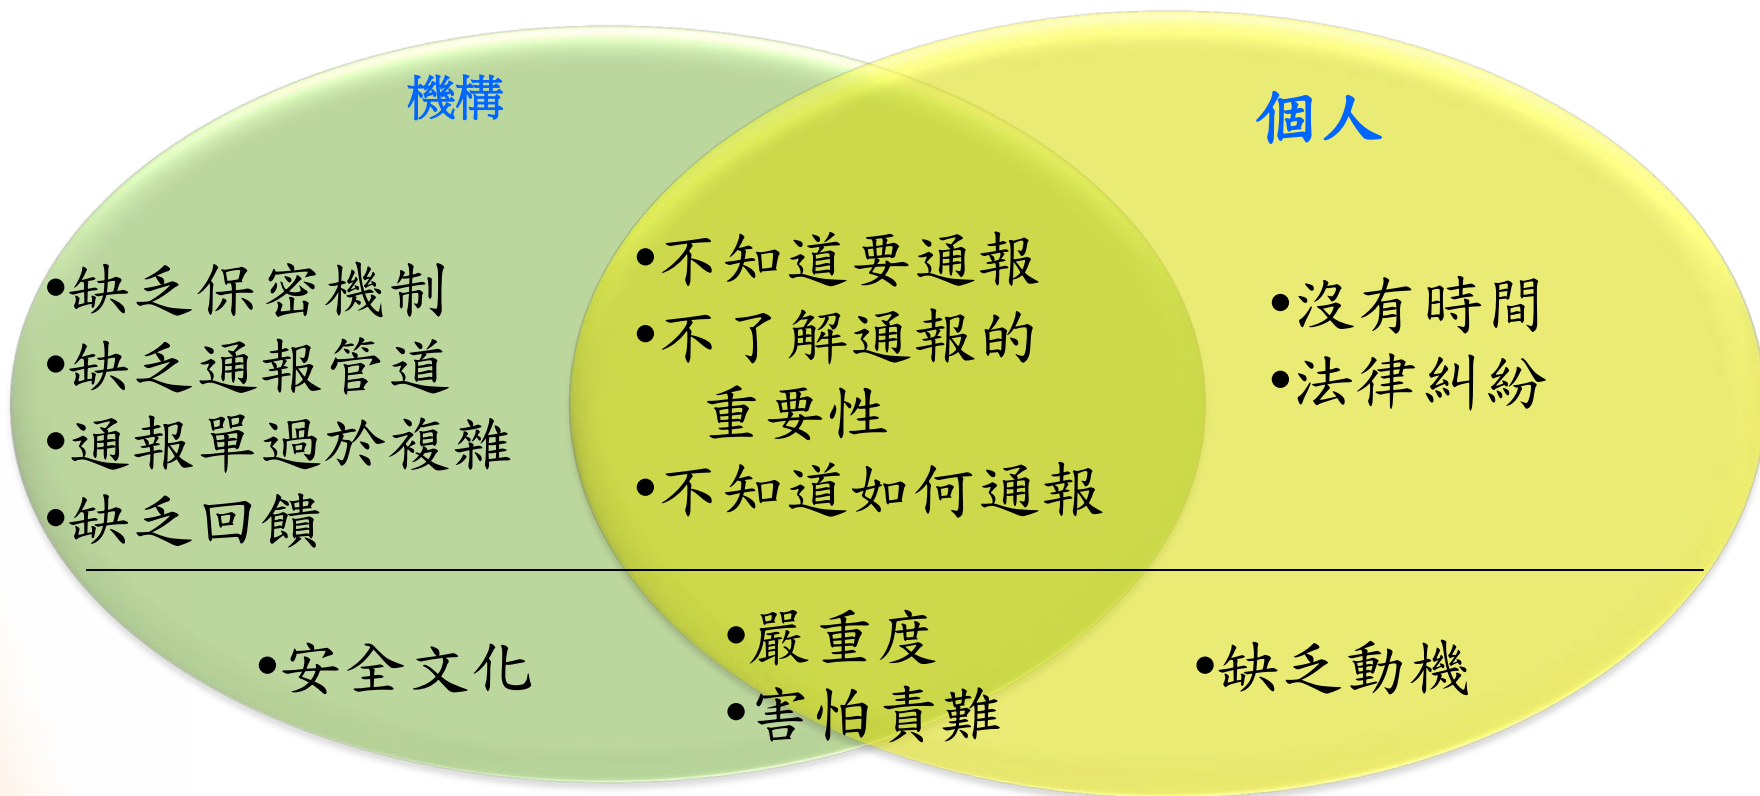 機構
個人
•缺乏保密機制
•缺乏通報管道
•通報單過於複雜
•缺乏回饋
•不知道要通報
•不了解通報的
重要性
•不知道如何通報
•沒有時間
•法律糾紛
•安全文化
•嚴重度
•害怕責難
•缺乏動機